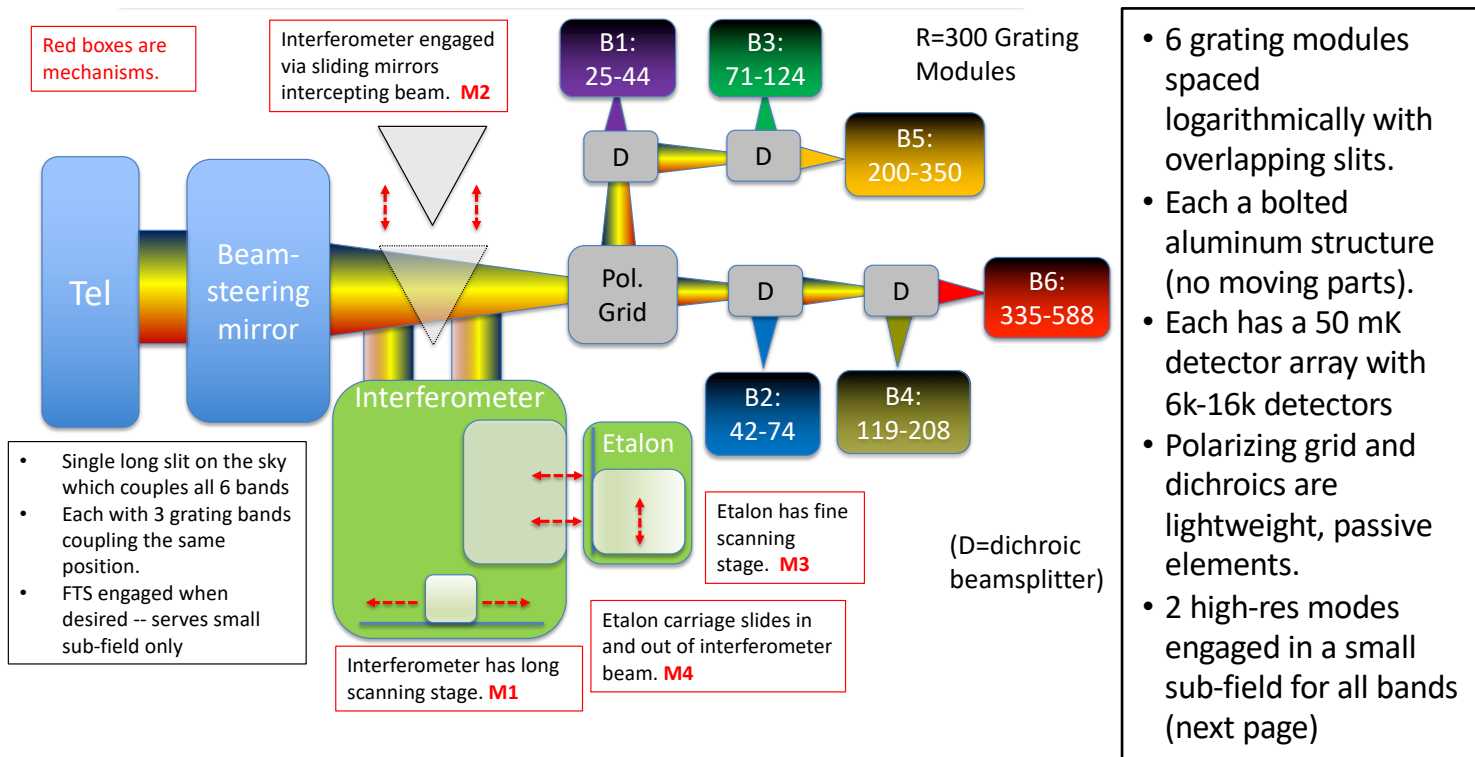 Red boxes are
mechanisms.
Interferometer engaged
via sliding mirrors
intercepting beam. M2
B1:
25-44
B3:
71-124
R=300 Grating
Modules
D
D
B5:
200-350
Tel
Beam-
steering
mirror
Pol.
Grid
D
D
B6:
335-588
Interferometer
Etalon
B2:
42-74
B4:
119-208
• Single long slit on the sky
which couples all 6 bands
• Each with 3 grating bands
coupling the same
position.
• FTS engaged when
desired -- serves small
sub-field only
Etalon has fine
scanning
stage. M3
(D=dichroic
beamsplitter)
Etalon carriage slides in
and out of interferometer
beam. M4
Interferometer has long
scanning stage. M1
• 6 grating modules
spaced
logarithmically with
overlapping slits.
• Each a bolted
aluminum structure
(no moving parts).
• Each has a 50 mK
detector array with
6k-16k detectors
• Polarizing grid and
dichroics are
lightweight, passive
elements.
• 2 high-res modes
engaged in a small
sub-field for all bands
(next page)